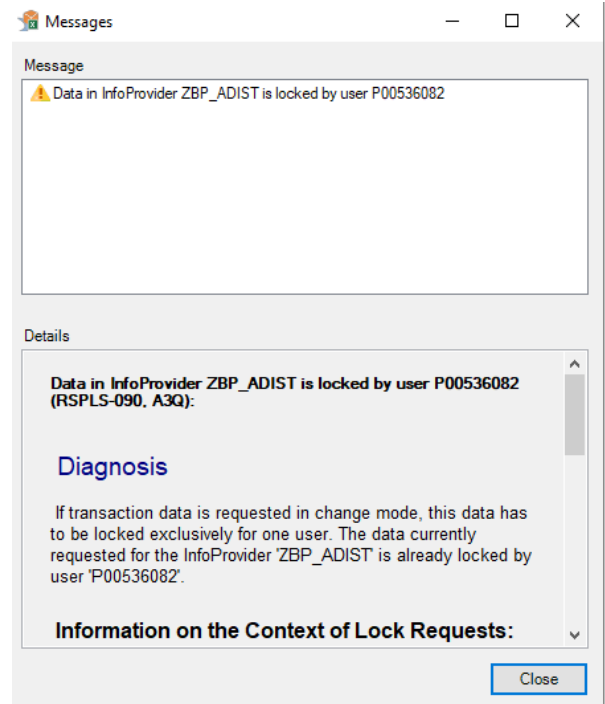 Messages
Message
Data in InfoProvider ZBP_ADIST is locked by user P00536082
Details
Data in InfoProvider ZBP_ADIST is locked by user P00536082
(RSPLS-090, A3Q):
Diagnosis
If transaction data is requested in change mode, this data has
to be locked exclusively for one user. The data currently
requested for the InfoProvider 'ZBP_ADIST' is already locked by
user 'P00536082'.
Information on the Context of Lock Requests:
Close